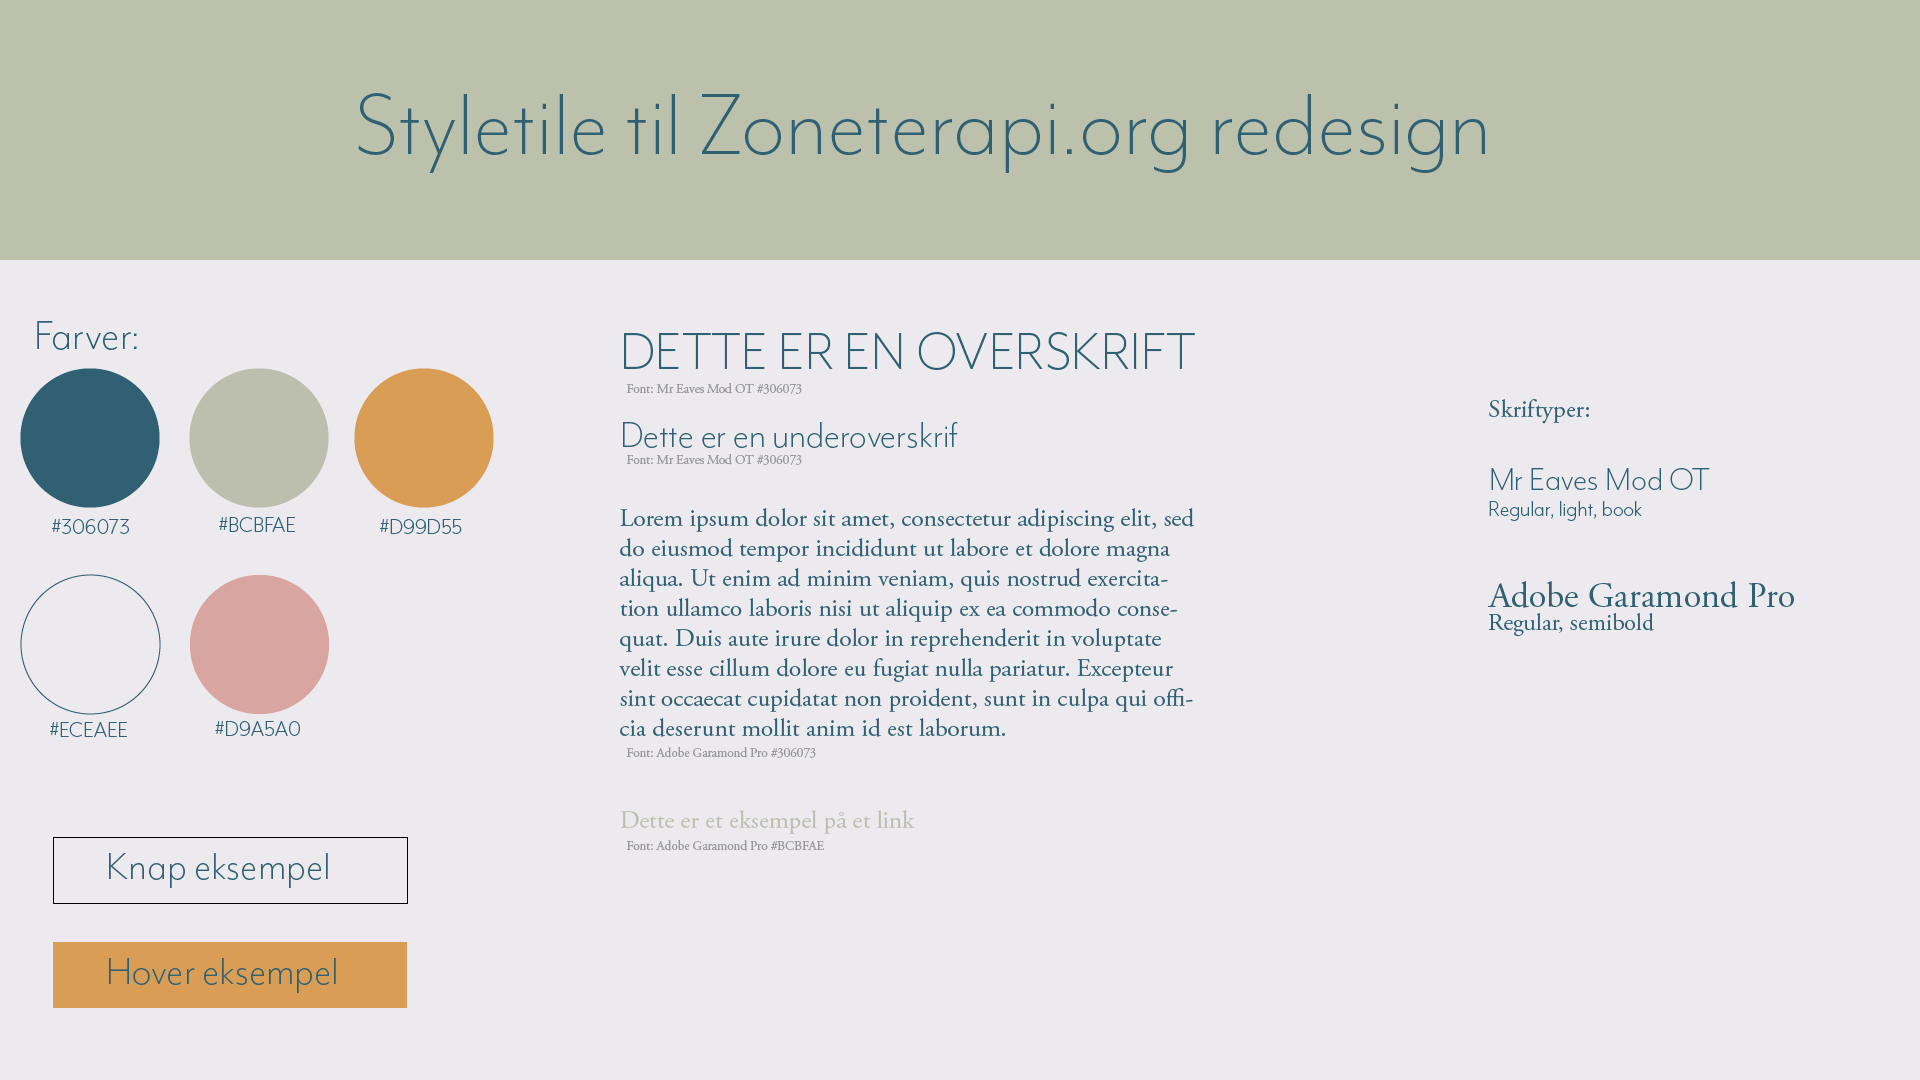 Styletile til Zoneterapi.org redesign
Farver:
#306073
#BCBFAE
#D99D55
#ECEAEE
#D9A5A0
Knap eksempel
Hover eksempel
DETTE ER EN OVERSKRIFT
Font: Mr Eaves Mod OT #306073
Dette er en underoverskrif
Font: Mr Eaves Mod OT #306073
Lorem ipsum dolor sit amet, consectetur adipiscing elit, sed
do eiusmod tempor incididunt ut labore et dolore magna
aliqua. Ut enim ad minim veniam, quis nostrud exercita-
tion ullamco laboris nisi ut aliquip ex ea commodo conse-
quat. Duis aute irure dolor in reprehenderit in voluptate
velit esse cillum dolore eu fugiat nulla pariatur. Excepteur
sint occaecat cupidatat non proident, sunt in culpa qui offi-
cia deserunt mollit anim id est laborum.
Font: Adobe Garamond Pro #306073
Dette er et eksempel på et link
Font: Adobe Garamond Pro #BCBFAE
Skriftyper:
Mr Eaves Mod OT
Regular, light, book
Adobe Garamond Pro
Regular, semibold